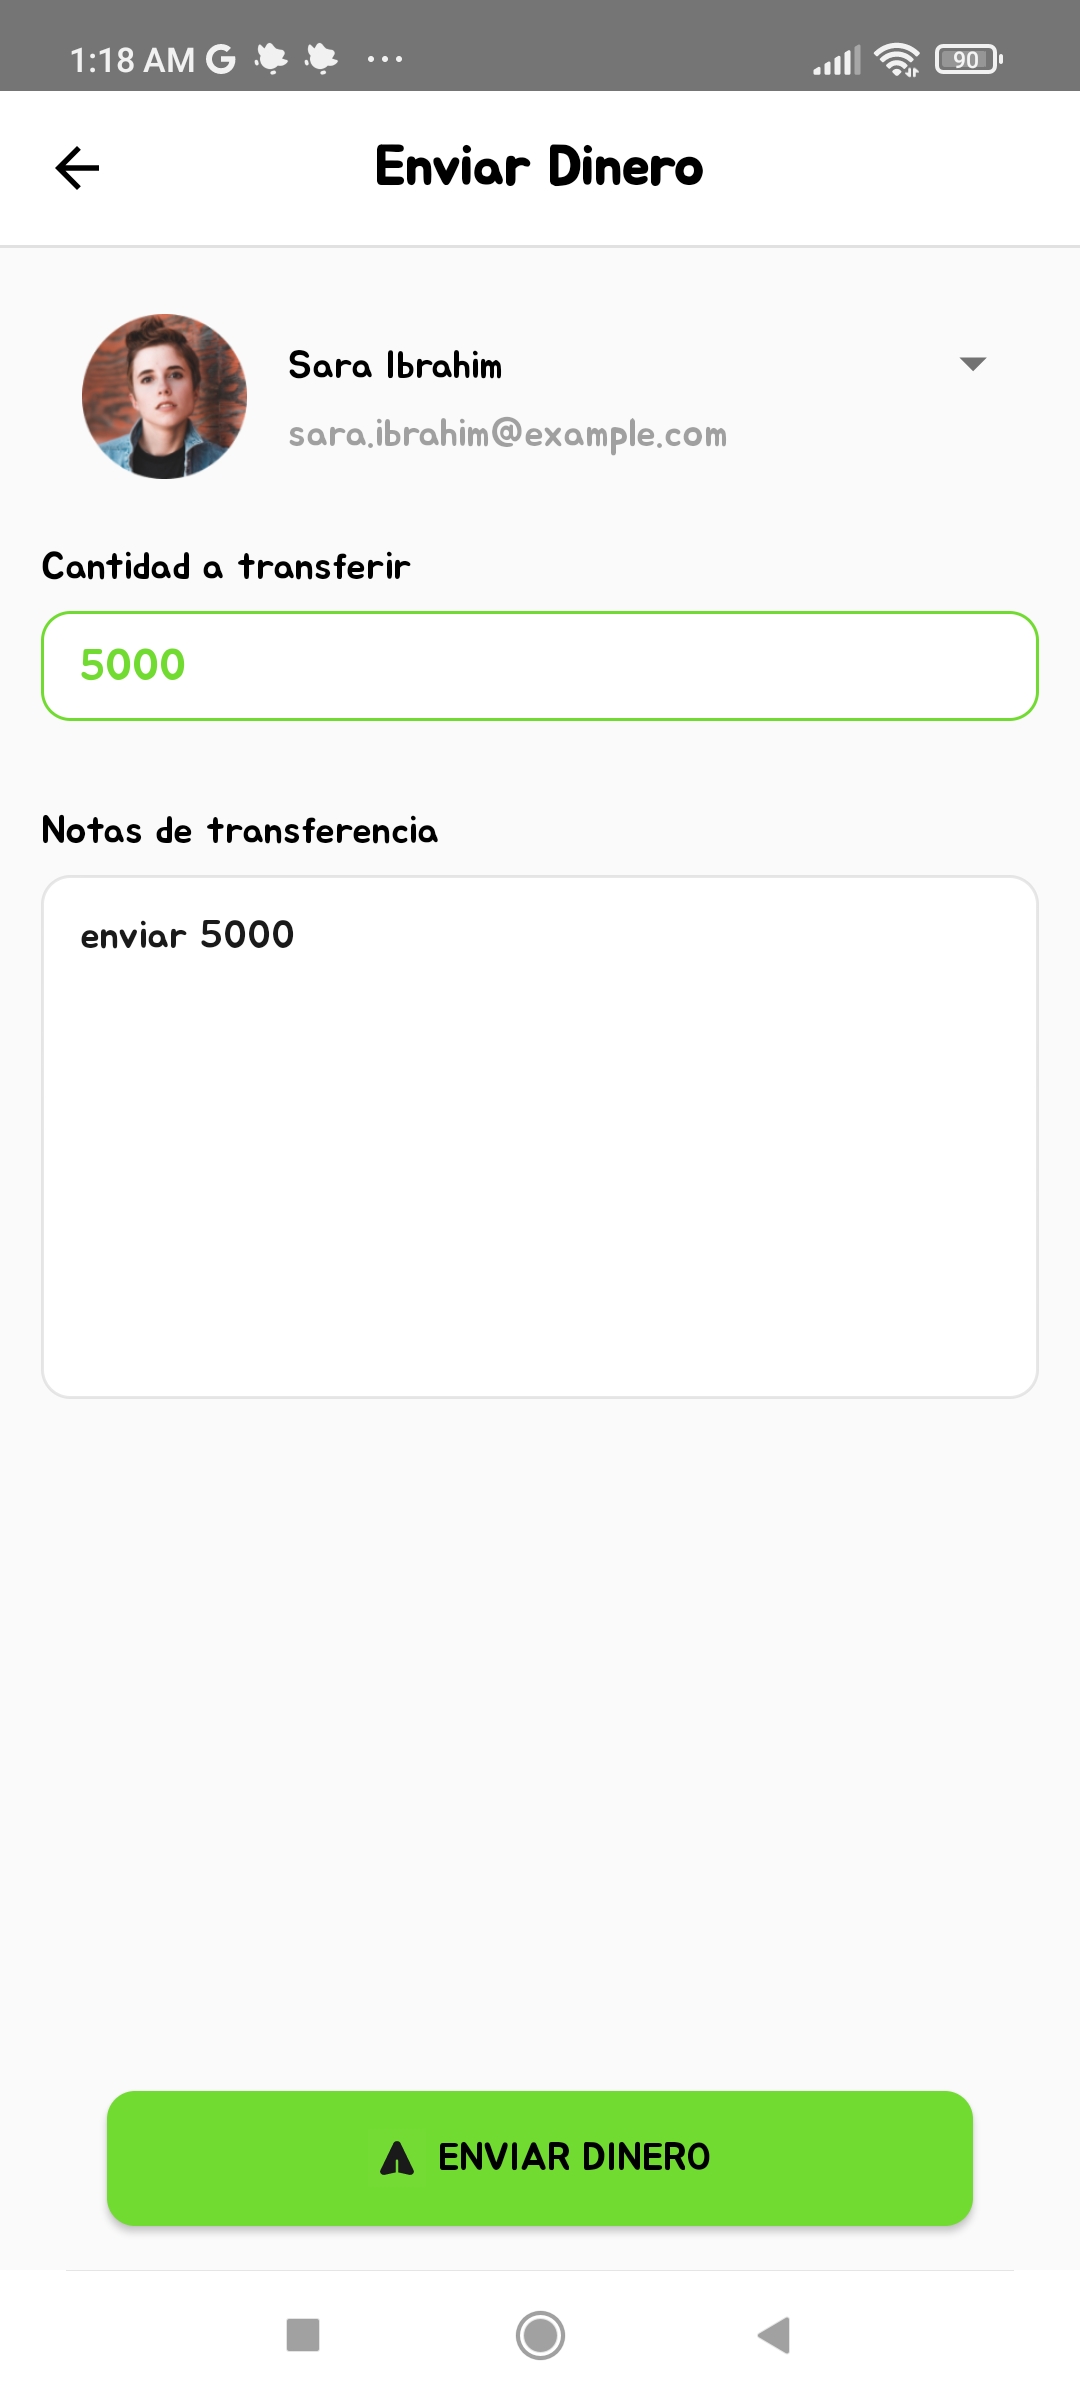 1:18 AM
90
Enviar Dinero
Sara Ibrahim
sara.ibrahim@example.com
Cantidad a transferir
5000
Notas de transferencia
enviar 5000
ENVIAR DINERO